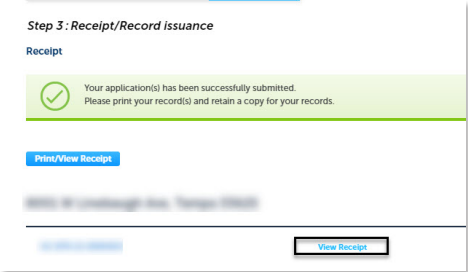 Step 3 : Receipt/Record issuance
Receipt
Your application(s) has been successfully submitted.
Please print your record(s) and retain a copy for your records.
Print/View Receipt
View Receipt